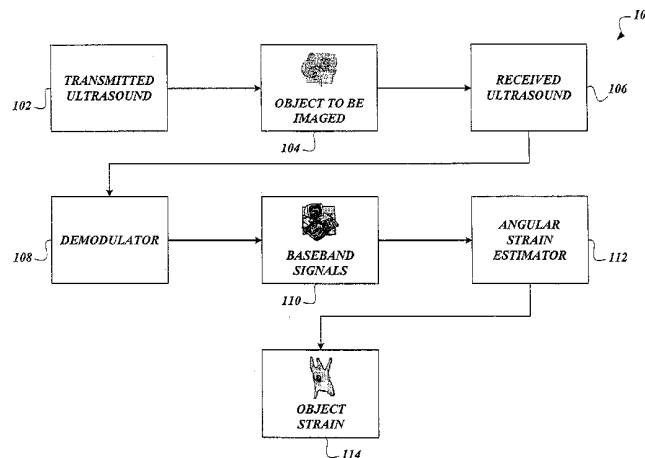 10
TRANSMITTED
ULTRASOUND
102
OBJECT TO BE
IMAGED
104
RECEIVED
ULTRASOUND
106
DEMODULATOR
108
BASEBAND
SIGNALS
110
ANGULAR
STRAIN
ESTIMATOR
112
OBJECT
STRAIN
114